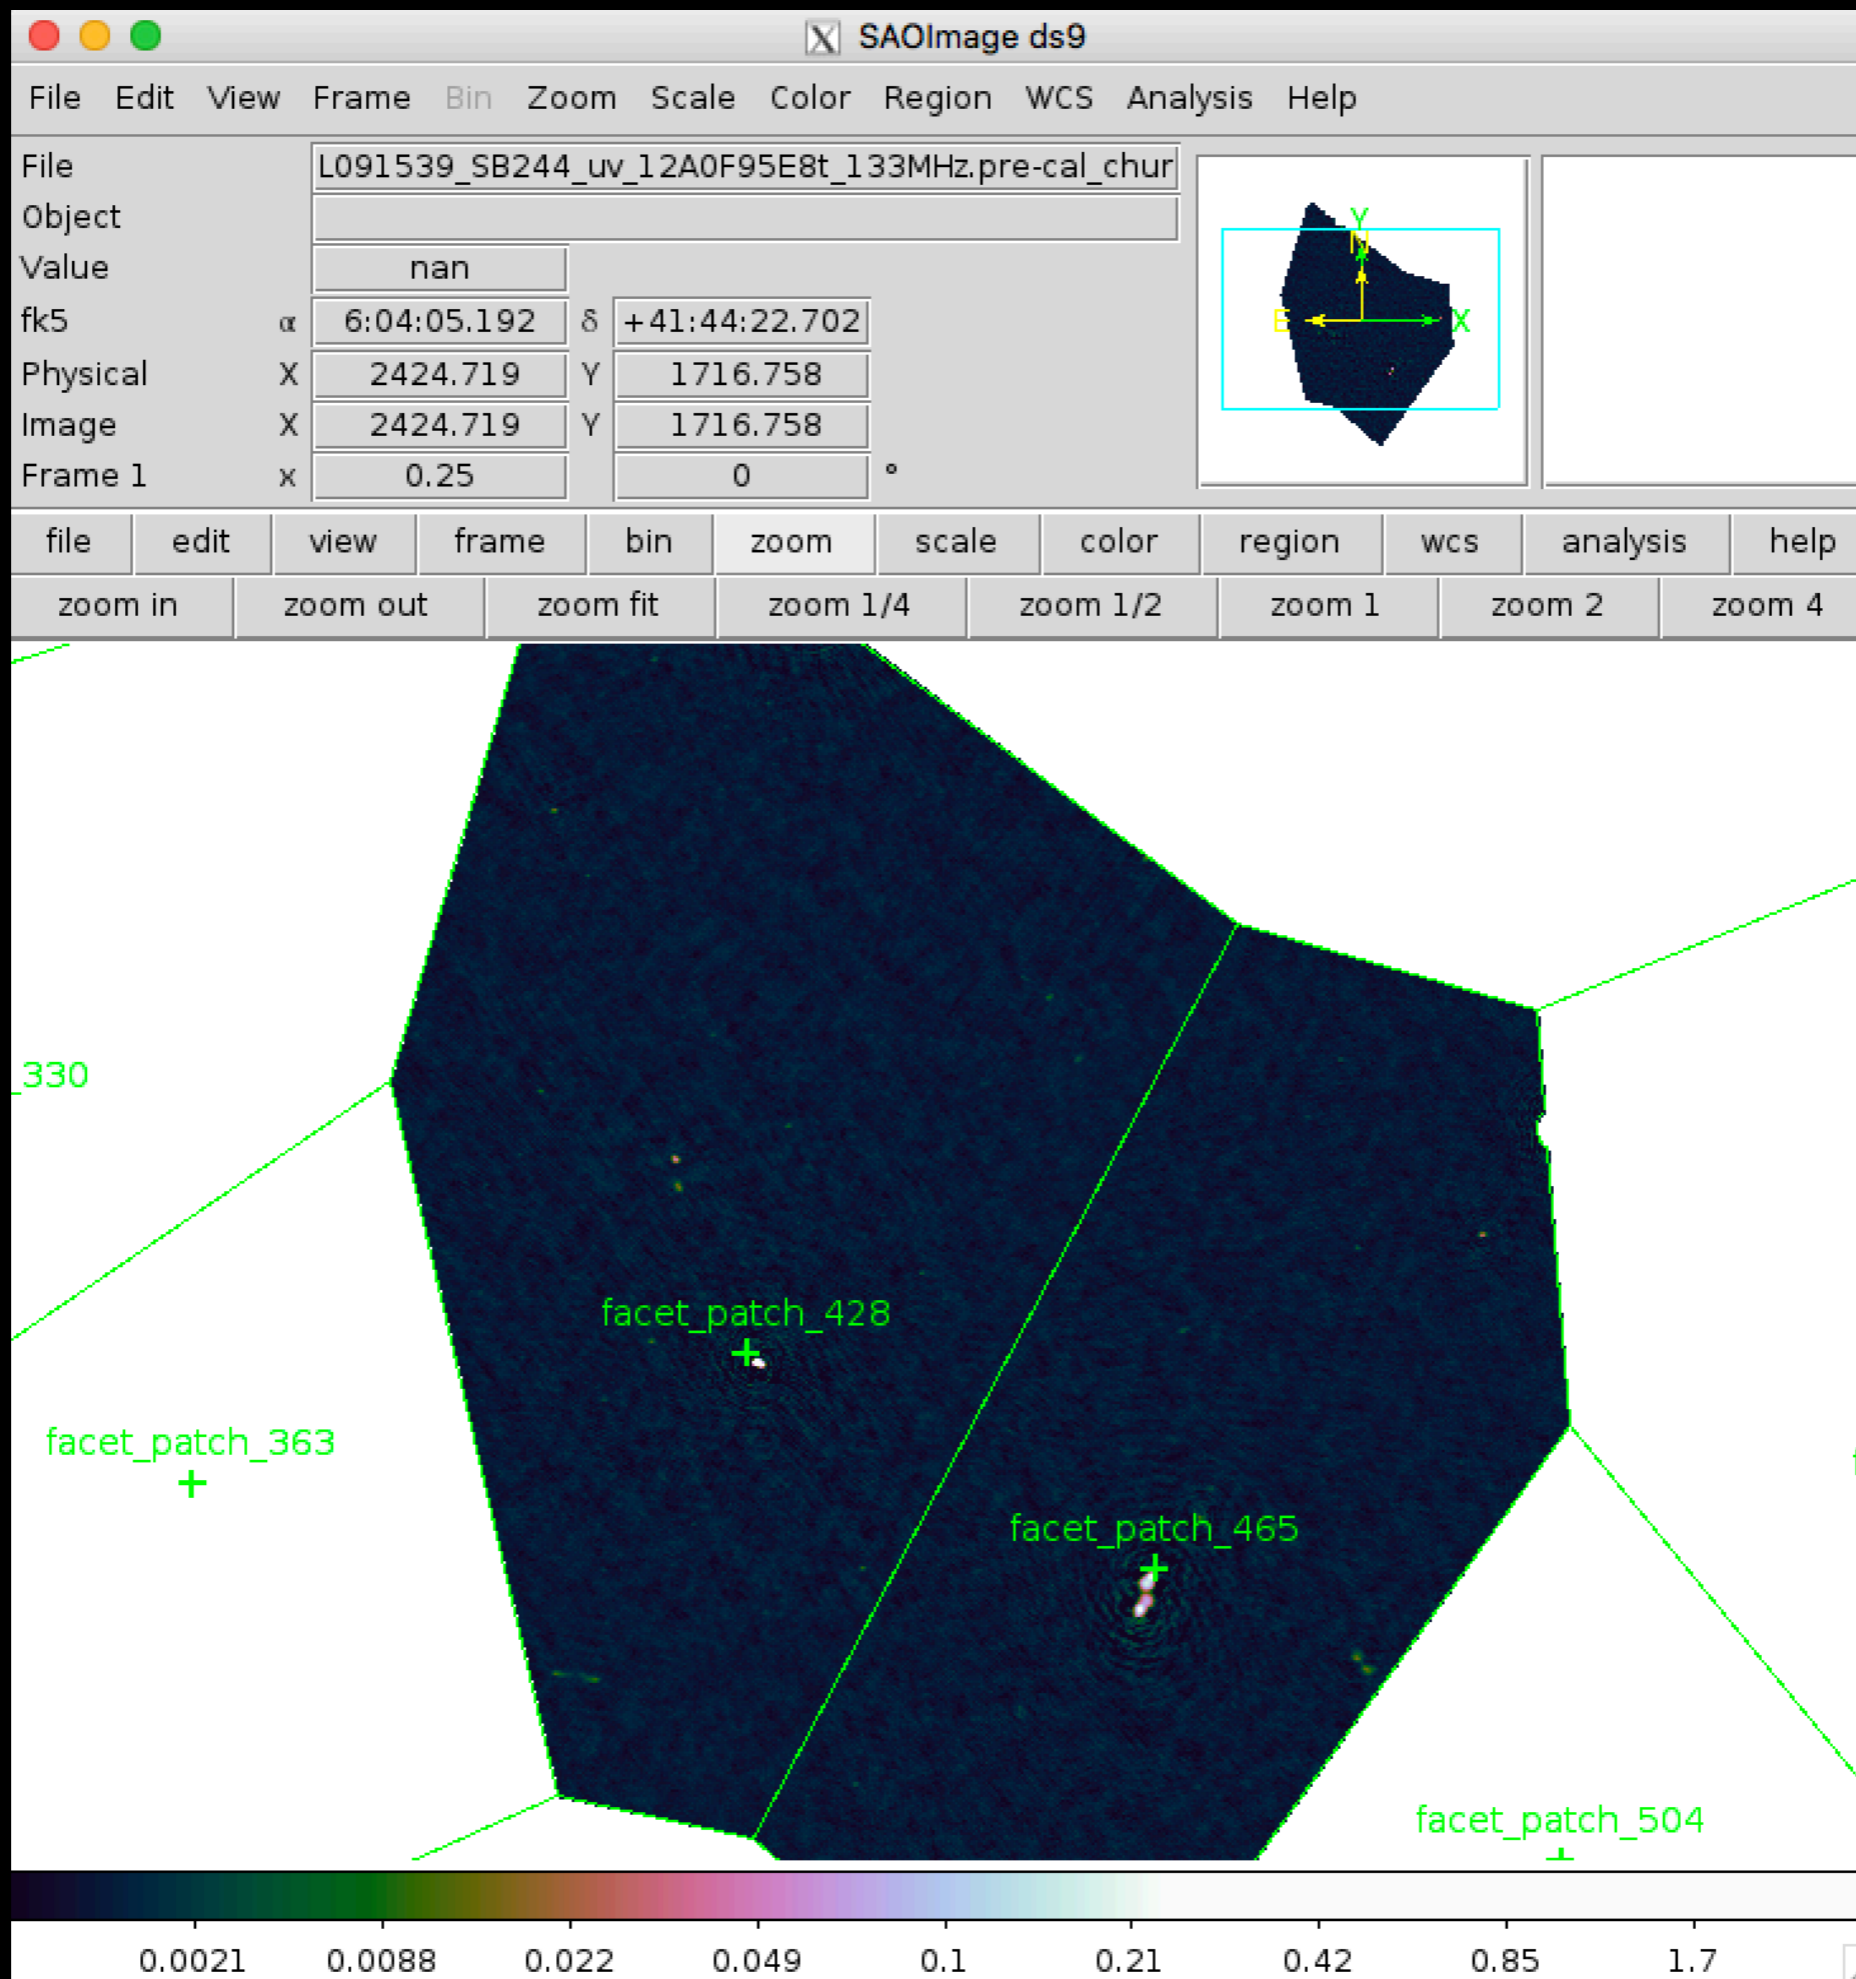 SAOImage ds9
File Edit View Frame Bin Zoom Scale Color Region WCS Analysis Help
File L091539_SB244_uv_12A0F95E8t_133MHz.pre-cal_chur
Object
Value nan
fk5 α 6:04:05.192 δ +41:44:22.702
Physical X 2424.719 Y 1716.758
Image X 2424.719 Y 1716.758
Frame 1 x 0.25 0 °
Y
N
E X
file edit view frame bin zoom scale color region wcs analysis help
zoom in zoom out zoom fit zoom 1/4 zoom 1/2 zoom 1 zoom 2 zoom 4
_330
facet_patch_428
facet_patch_363
facet_patch_465
facet_patch_504
0.0021 0.0088 0.022 0.049 0.1 0.21 0.42 0.85 1.7